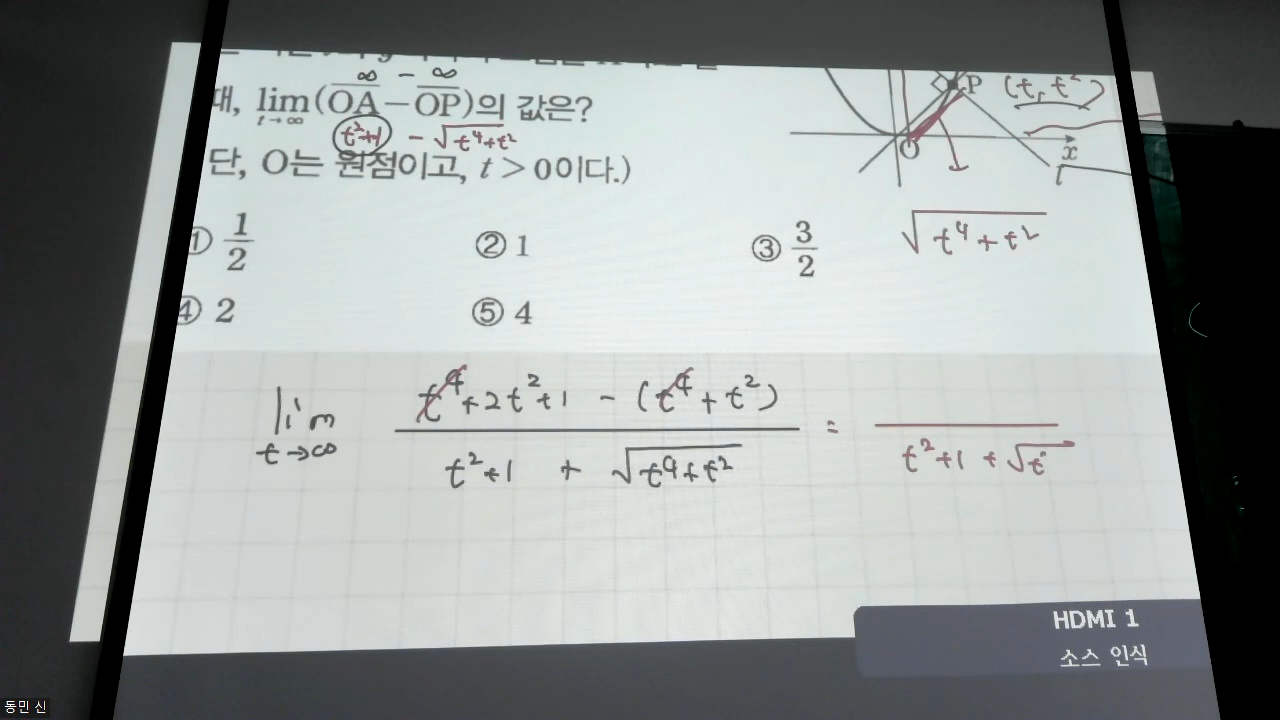 ∞ - ∞
때, lim(OA-OP)의 값은?
t→∞
t²+1 - √t⁴+t²
단, O는 원점이고, t>0이다.)
P (t, t²)
O x
l
① 1/2 ② 1 ③ 3/2
√t⁴+t²
④ 2 ⑤ 4
lim t⁴+2t²+1 - (t⁴+t²)
t→∞ t²+1 + √t⁴+t² = t²+1 + √t
HDMI 1
소스 인식
동민 신